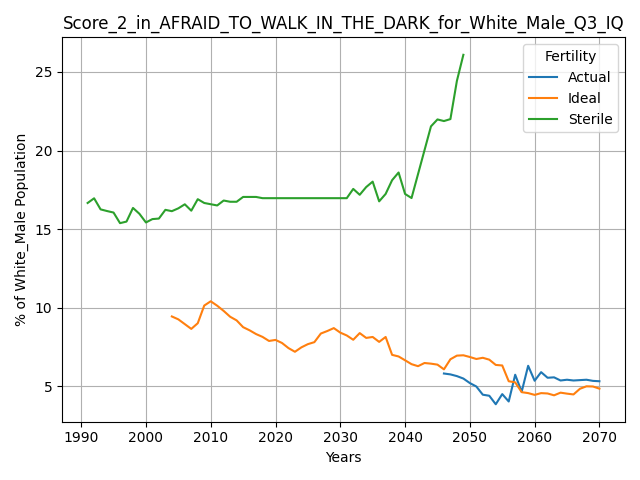 Score_2_in_AFRAID_TO_WALK_IN_THE_DARK_for_White_Male_Q3_IQ
Fertility
Actual
Ideal
Sterile
% of White_Male Population
25
20
15
10
5
1990 2000 2010 2020 2030 2040 2050 2060 2070
Years